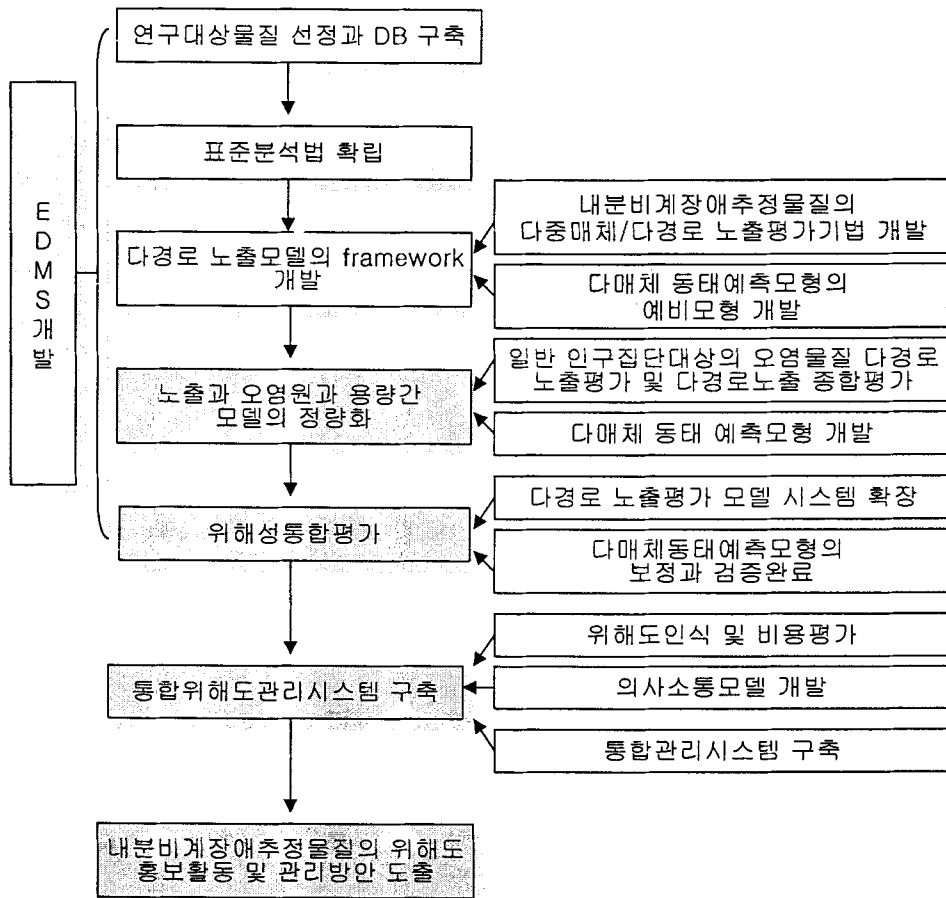 연구대상물질 선정과 DB 구축
EDMS개발
표준분석법 확립
내분비계장애추정물질의
다중매체/다경로 노출평가기법 개발
다경로 노출모델의 framework
개발
다매체 동태예측모형의
예비모형 개발
일반 인구집단대상의 오염물질 다경로
노출평가 및 다경로노출 종합평가
노출과 오염원과 용량간
모델의 정량화
다매체 동태 예측모형 개발
다경로 노출평가 모델 시스템 확장
위해성통합평가
다매체동태예측모형의
보정과 검증완료
위해도인식 및 비용평가
통합위해도관리시스템 구축
의사소통모델 개발
통합관리시스템 구축
내분비계장애추정물질의 위해도
홍보활동 및 관리방안 도출